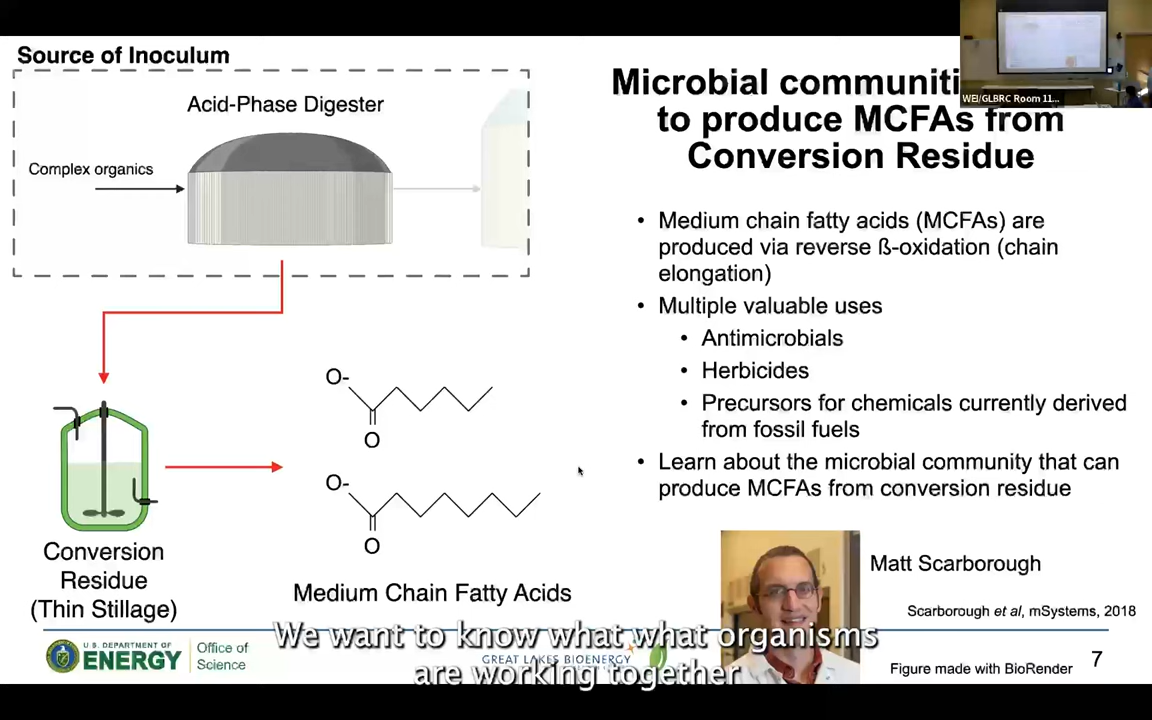 Source of Inoculum
Acid-Phase Digester
Complex organics
O-
O
O-
O
Conversion
Residue
(Thin Stillage)
Medium Chain Fatty Acids
WEI/GLBRC Room 11...
Microbial communiti
to produce MCFAs from
Conversion Residue
• Medium chain fatty acids (MCFAs) are
produced via reverse ß-oxidation (chain
elongation)
• Multiple valuable uses
• Antimicrobials
• Herbicides
• Precursors for chemicals currently derived
from fossil fuels
• Learn about the microbial community that can
produce MCFAs from conversion residue
Matt Scarborough
Scarborough et al, mSystems, 2018
U.S. DEPARTMENT OF
ENERGY
Office of
Science
GREAT LAKES BIOENERGY
Figure made with BioRender
7
We want to know what what organisms
are working together